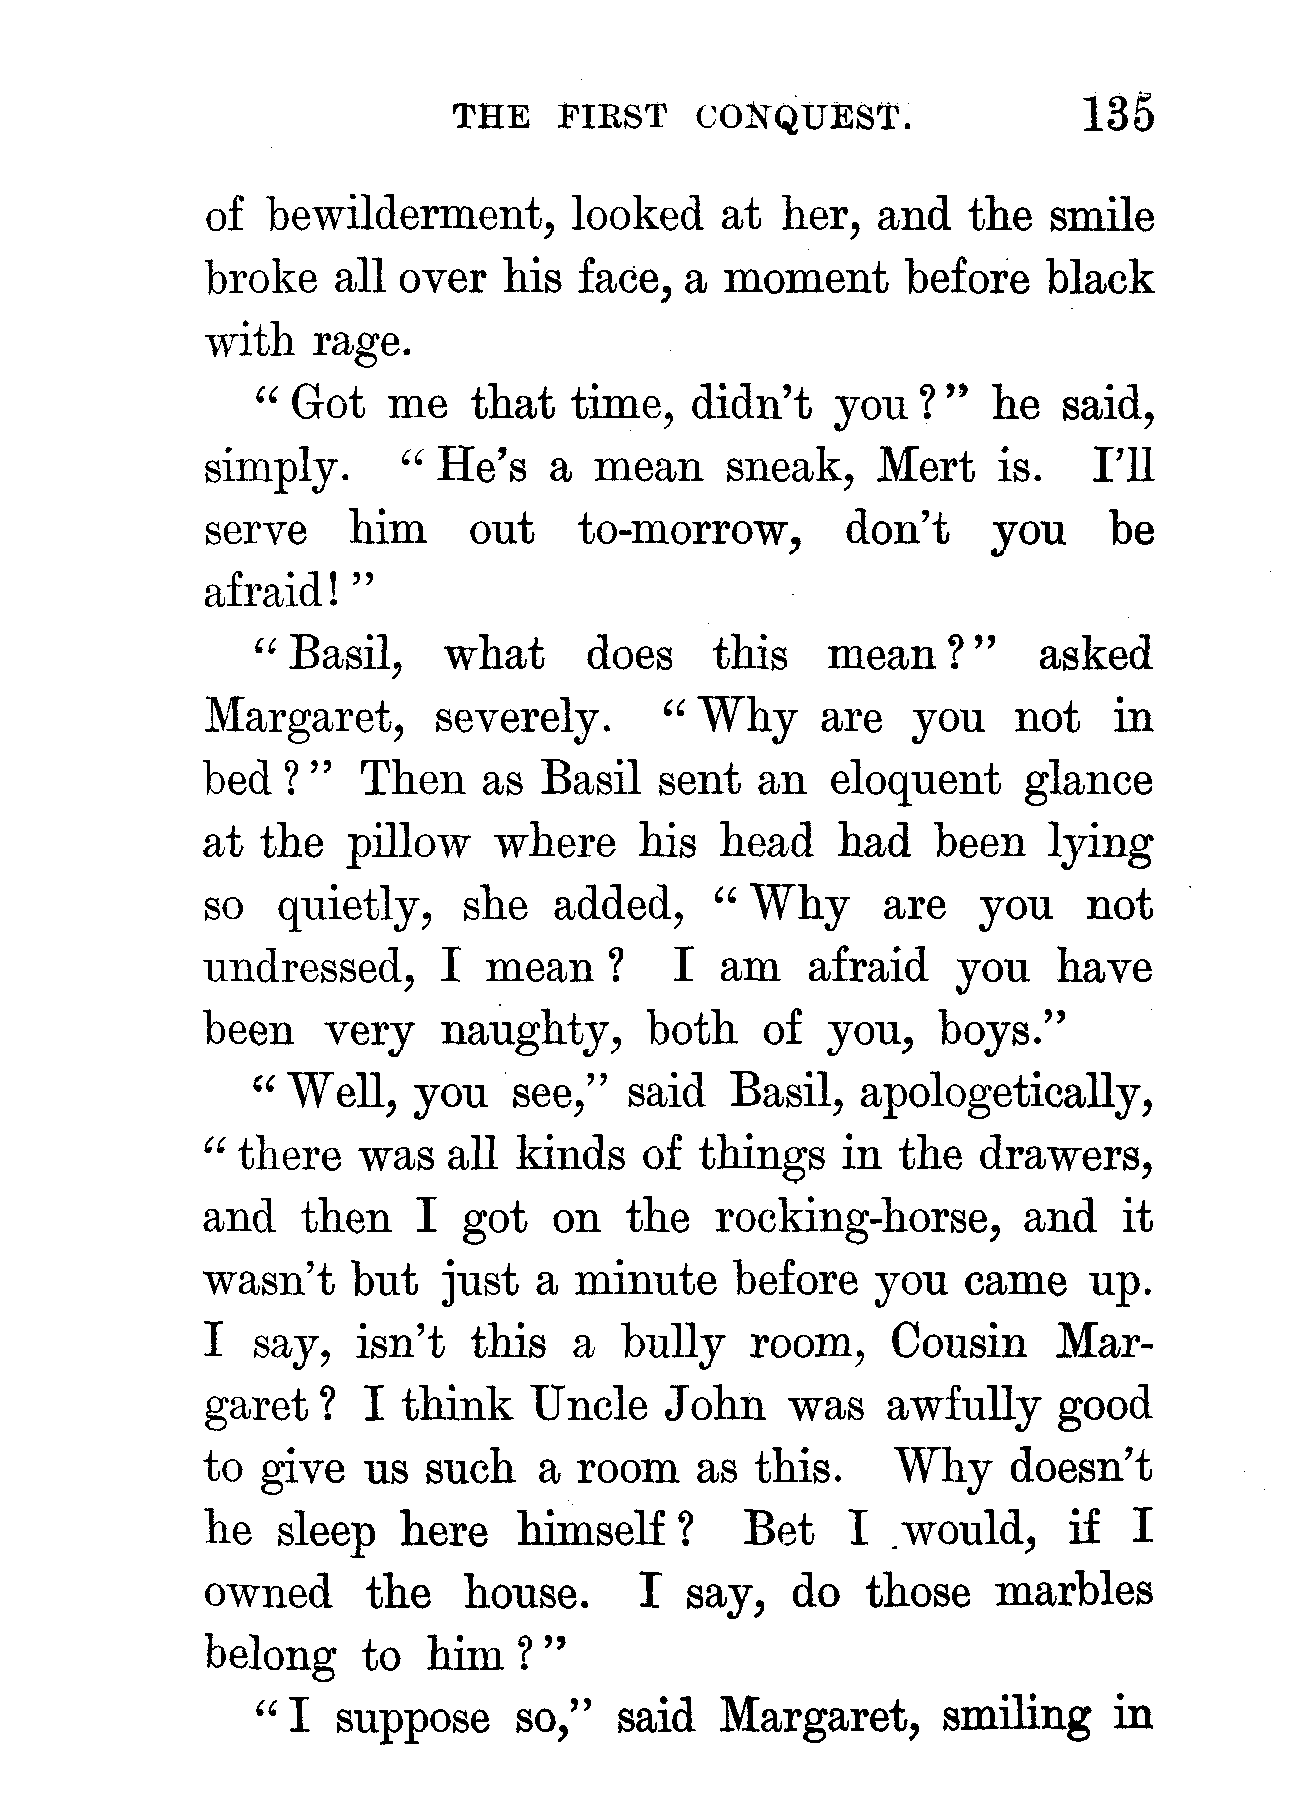 THE FIRST CONQUEST. 135
of bewilderment, looked at her, and the smile
broke all over his face, a moment before black
with rage.
“Got me that time, didn’t you?” he said,
simply. “He’s a mean sneak, Mert is. I’ll
serve him out to-morrow, don’t you be
afraid!”
“Basil, what does this mean?” asked
Margaret, severely. “Why are you not in
bed?” Then as Basil sent an eloquent glance
at the pillow where his head had been lying
so quietly, she added, “Why are you not
undressed, I mean? I am afraid you have
been very naughty, both of you, boys.”
“Well, you see,” said Basil, apologetically,
“there was all kinds of things in the drawers,
and then I got on the rocking-horse, and it
wasn’t but just a minute before you came up.
I say, isn’t this a bully room, Cousin Mar-
garet? I think Uncle John was awfully good
to give us such a room as this. Why doesn’t
he sleep here himself? Bet I would, if I
owned the house. I say, do those marbles
belong to him?”
“I suppose so,” said Margaret, smiling in